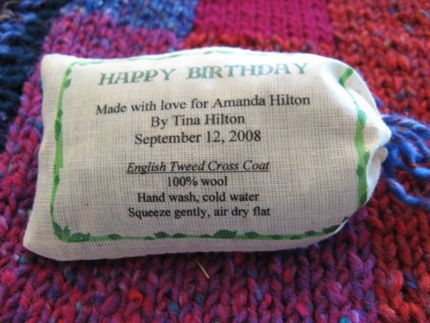 HAPPY BIRTHDAY
Made with love for Amanda Hilton
By Tina Hilton
September 12, 2008
English Tweed Cross Coat
100% wool
Hand wash, cold water
Squeeze gently, air dry flat